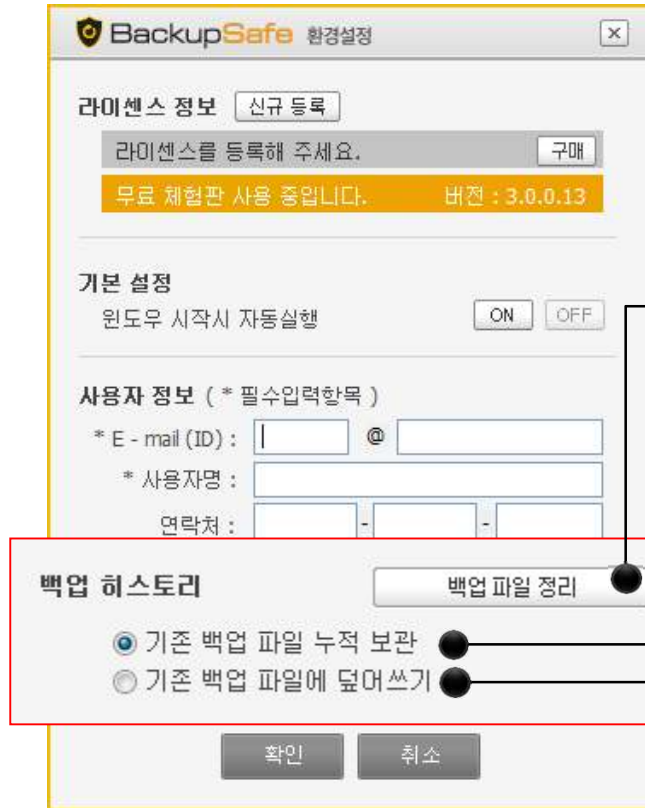 BackupSafe 환경설정
라이센스 정보 신규 등록
라이센스를 등록해 주세요. 구매
무료 체험판 사용 중입니다. 버전 : 3.0.0.13
기본 설정
윈도우 시작시 자동실행 ON OFF
사용자 정보 ( * 필수입력항목 )
* E - mail (ID) : @
* 사용자명 :
연락처 : - -
백업 히스토리 백업 파일 정리
기존 백업 파일 누적 보관
기존 백업 파일에 덮어쓰기
확인 취소